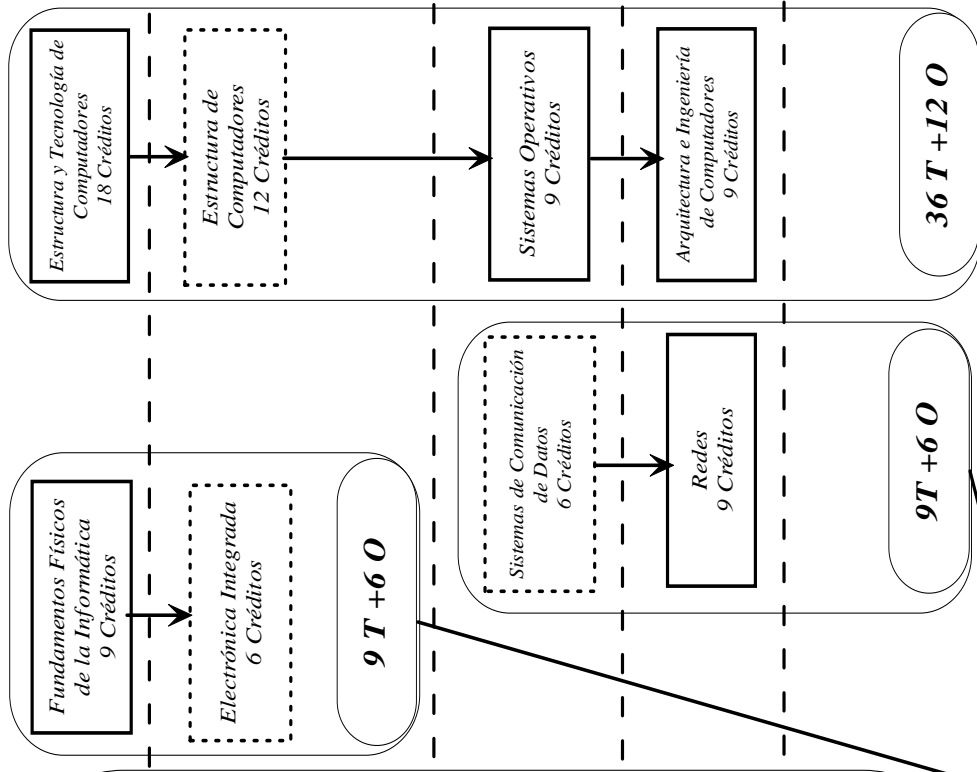 Estructura y Tecnología de
Computadores
18 Créditos
Estructura de
Computadores
12 Créditos
Sistemas Operativos
9 Créditos
Arquitectura e Ingeniería
de Computadores
9 Créditos
36 T +12 O
Sistemas de Comunicación
de Datos
6 Créditos
Redes
9 Créditos
9T +6 O
Fundamentos Físicos
de la Informática
9 Créditos
Electrónica Integrada
6 Créditos
9 T +6 O